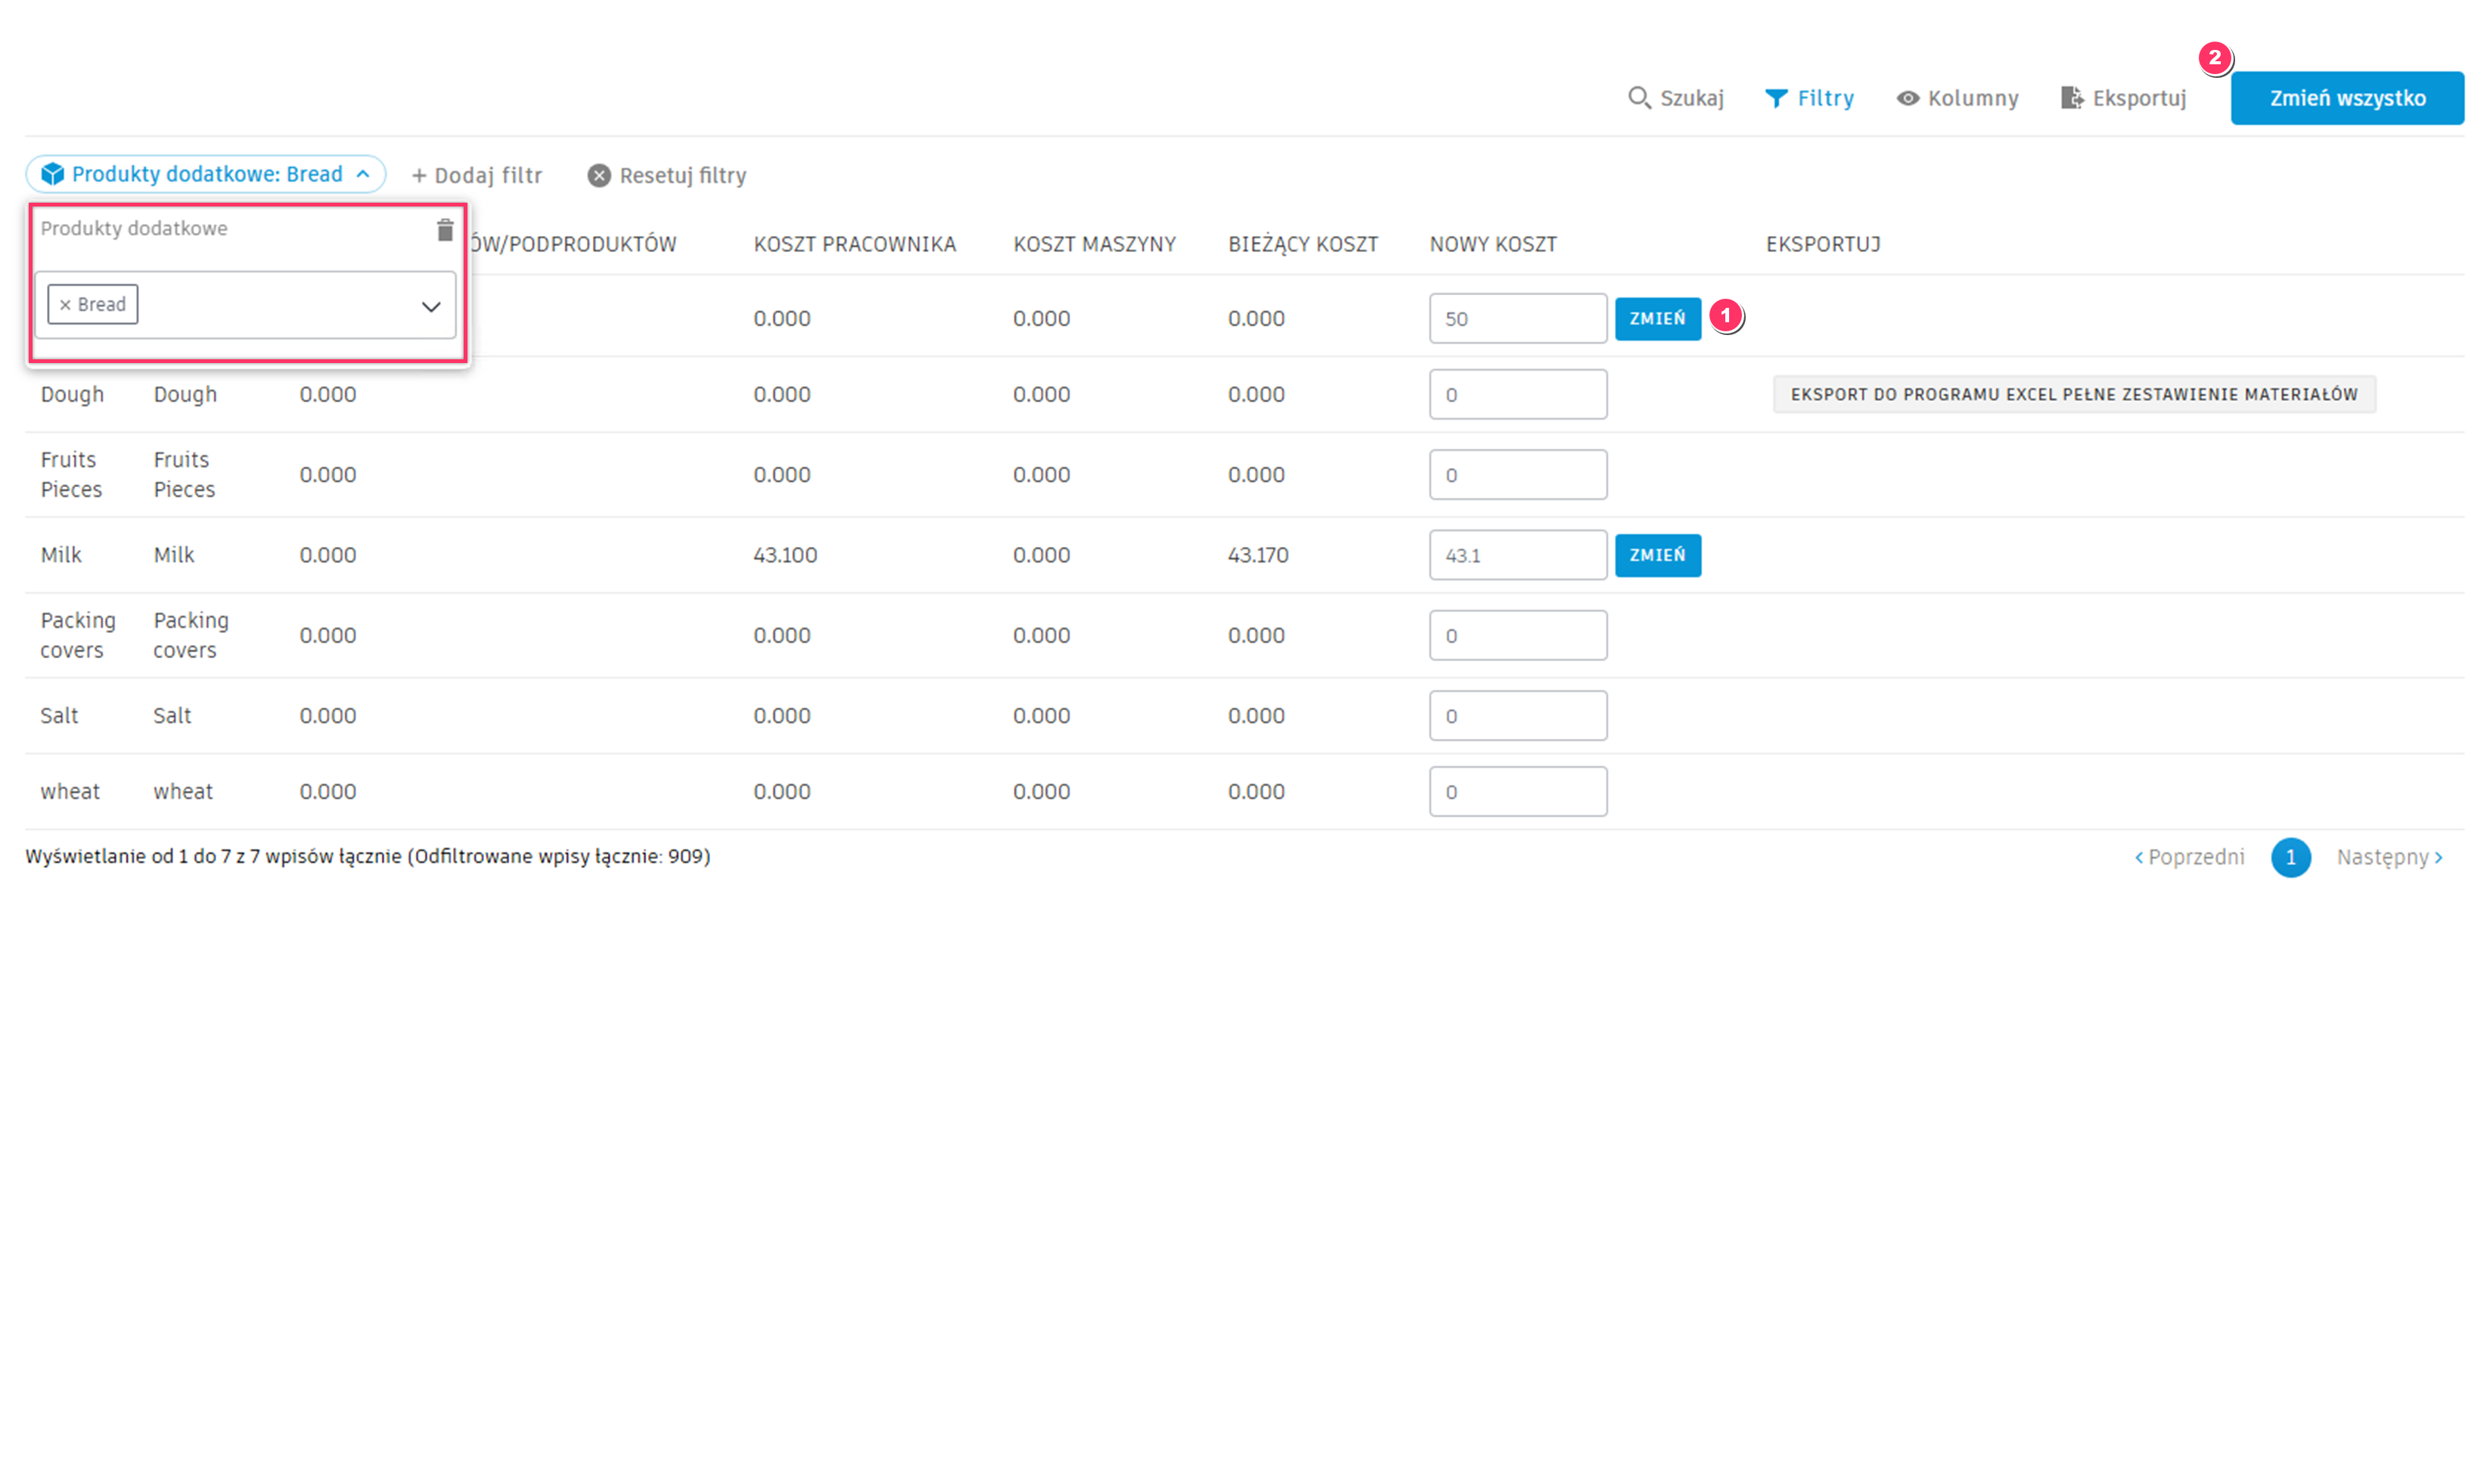 2
Szukaj Filtry Kolumny Eksportuj Zmień wszystko
Produkty dodatkowe: Bread + Dodaj filtr Resetuj filtry
Produkty dodatkowe
ÓW/PODPRODUKTÓW KOSZT PRACOWNIKA KOSZT MASZYNY BIEŻĄCY KOSZT NOWY KOSZT EKSPORTUJ
× Bread
0.000 0.000 0.000 50 ZMIEŃ 1
Dough Dough 0.000 0.000 0.000 0.000 0 EKSPORT DO PROGRAMU EXCEL PEŁNE ZESTAWIENIE MATERIAŁÓW
Fruits Pieces Fruits Pieces 0.000 0.000 0.000 0.000 0
Milk Milk 0.000 43.100 0.000 43.170 43.1 ZMIEŃ
Packing covers Packing covers 0.000 0.000 0.000 0.000 0
Salt Salt 0.000 0.000 0.000 0.000 0
wheat wheat 0.000 0.000 0.000 0.000 0
Wyświetlanie od 1 do 7 z 7 wpisów łącznie (Odfiltrowane wpisy łącznie: 909) ‹ Poprzedni 1 Następny ›